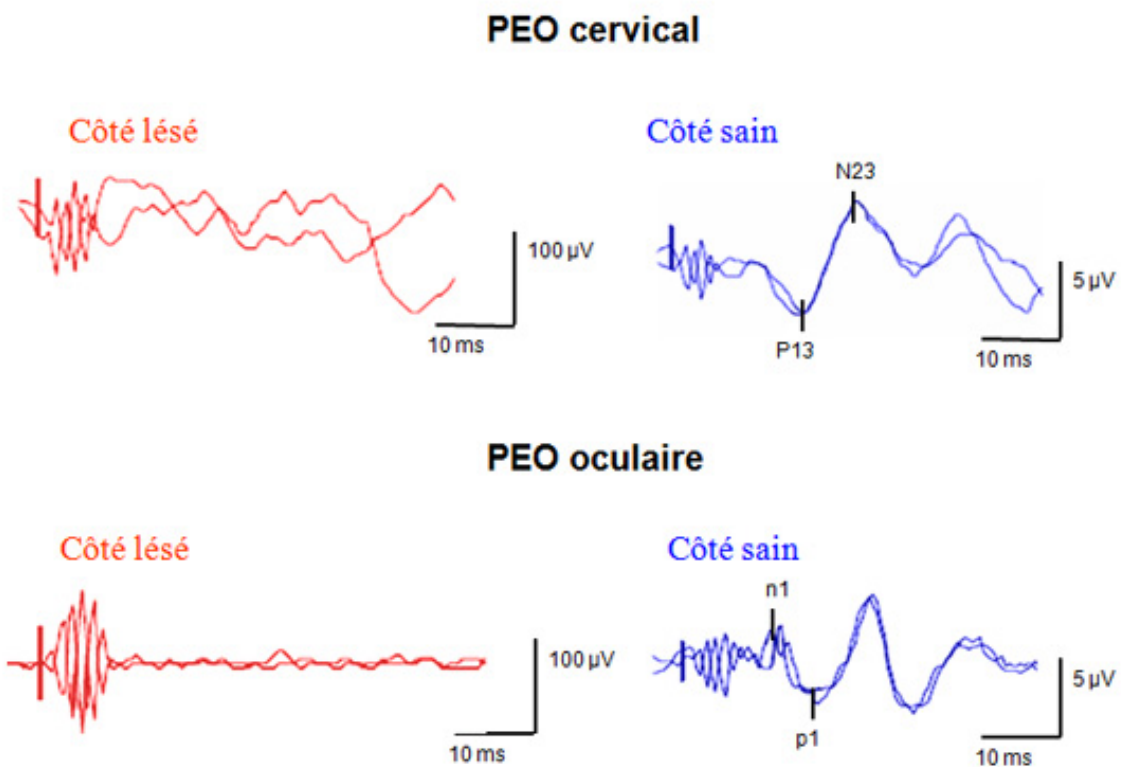 PEO cervical
Côté lésé
Côté sain
N23
100 µV
5 µV
10 ms
P13
10 ms
PEO oculaire
Côté lésé
Côté sain
n1
100 µV
5 µV
p1
10 ms
10 ms